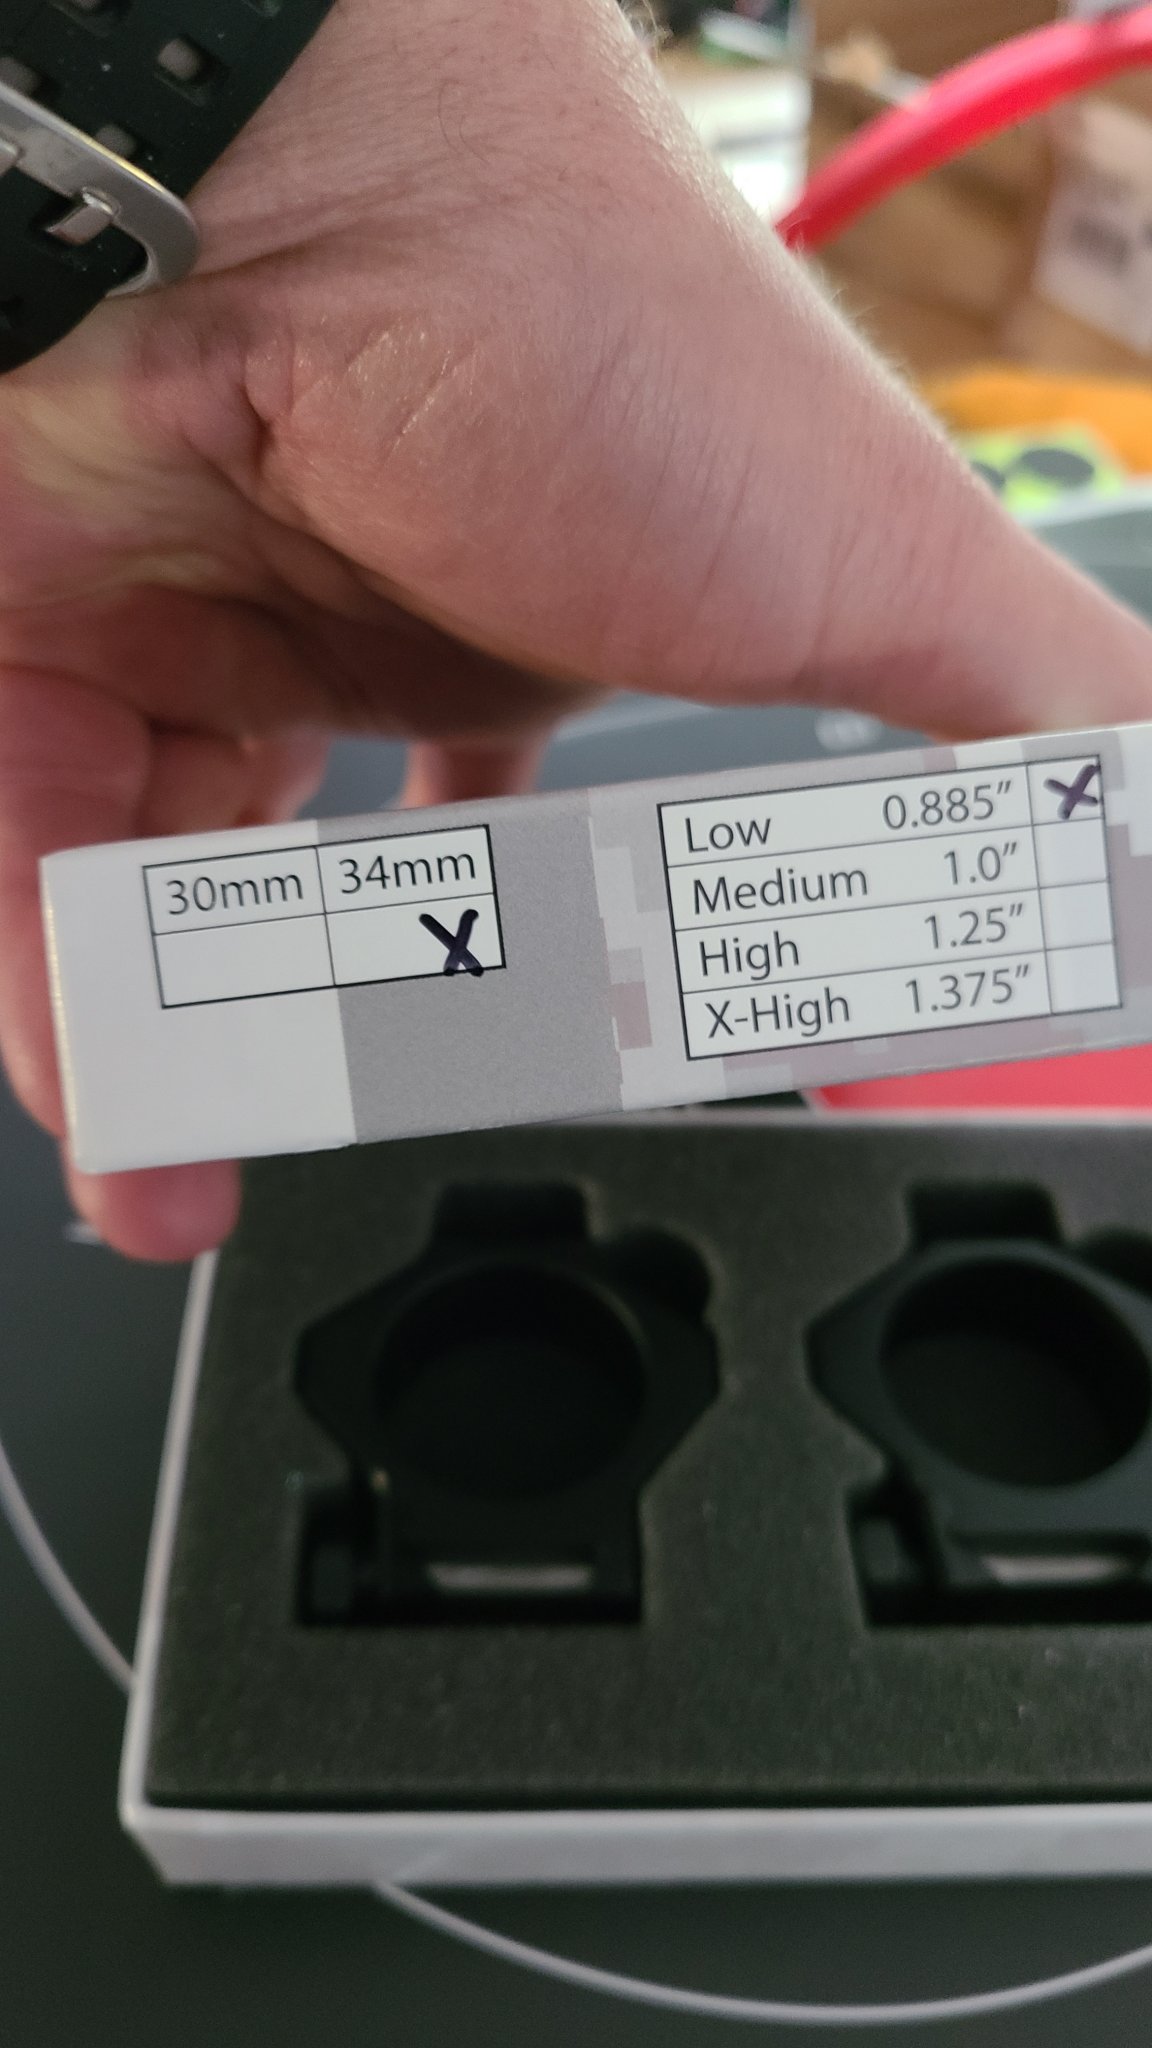 30mm 34mm
X
Low 0.885" X
Medium 1.0"
High 1.25"
X-High 1.375"